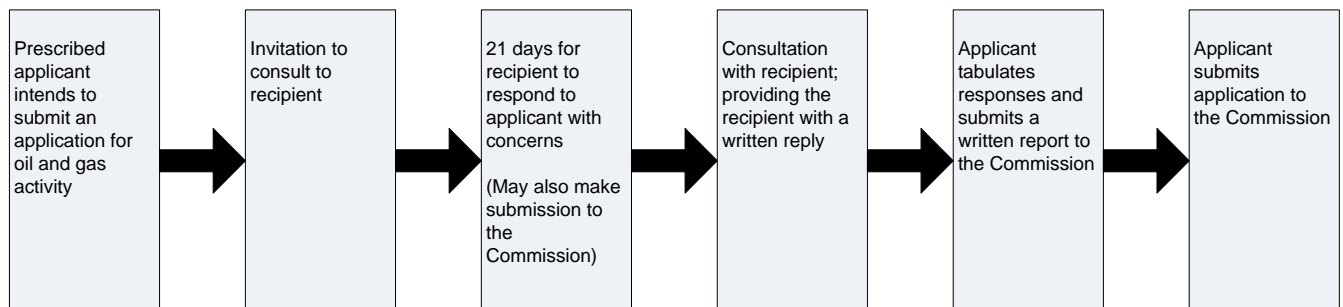 Prescribed
applicant
intends to
submit an
application for
oil and gas
activity
Invitation to
consult to
recipient
21 days for
recipient to
respond to
applicant with
concerns
(May also make
submission to
the
Commission)
Consultation
with recipient;
providing the
recipient with a
written reply
Applicant
tabulates
responses and
submits a
written report to
the Commission
Applicant
submits
application to
the Commission